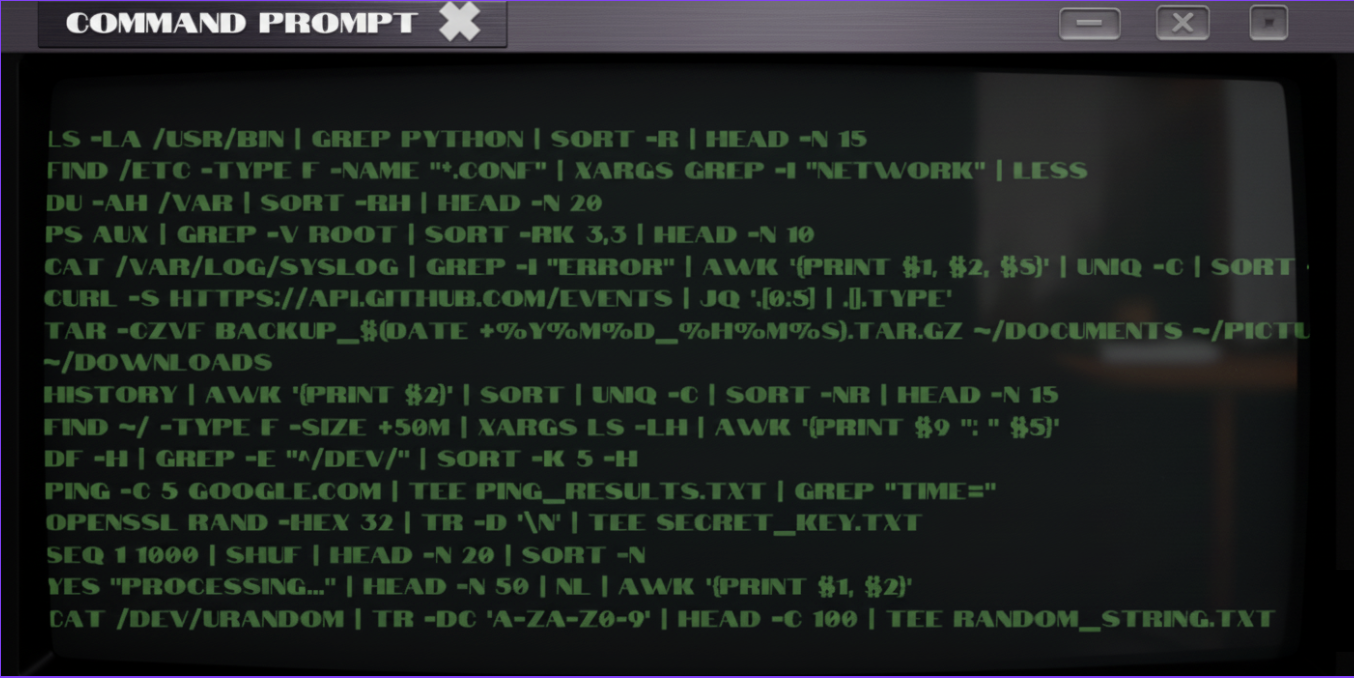 COMMAND PROMPT
LS -LA /USR/BIN | GREP PYTHON | SORT -R | HEAD -N 15
FIND /ETC -TYPE F -NAME "*.CONF" | XARGS GREP -I "NETWORK" | LESS
DU -AH /VAR | SORT -RH | HEAD -N 20
PS AUX | GREP -V ROOT | SORT -RK 3,3 | HEAD -N 10
CAT /VAR/LOG/SYSLOG | GREP -I "ERROR" | AWK '{PRINT $1, $2, $5}' | UNIQ -C | SORT
CURL -S HTTPS://API.GITHUB.COM/EVENTS | JQ '.[0:5] | .[].TYPE'
TAR -CZVF BACKUP_$(DATE +%Y%M%D_%H%M%S).TAR.GZ ~/DOCUMENTS ~/PICTU
~/DOWNLOADS
HISTORY | AWK '{PRINT $2}' | SORT | UNIQ -C | SORT -NR | HEAD -N 15
FIND ~/ -TYPE F -SIZE +50M | XARGS LS -LH | AWK '{PRINT $9 ": " $5}'
DF -H | GREP -E "^/DEV/" | SORT -K 5 -H
PING -C 5 GOOGLE.COM | TEE PING_RESULTS.TXT | GREP "TIME="
OPENSSL RAND -HEX 32 | TR -D '\N' | TEE SECRET_KEY.TXT
SEQ 1 1000 | SHUF | HEAD -N 20 | SORT -N
YES "PROCESSING..." | HEAD -N 50 | NL | AWK '{PRINT $1, $2}'
CAT /DEV/URANDOM | TR -DC 'A-ZA-Z0-9' | HEAD -C 100 | TEE RANDOM_STRING.TXT